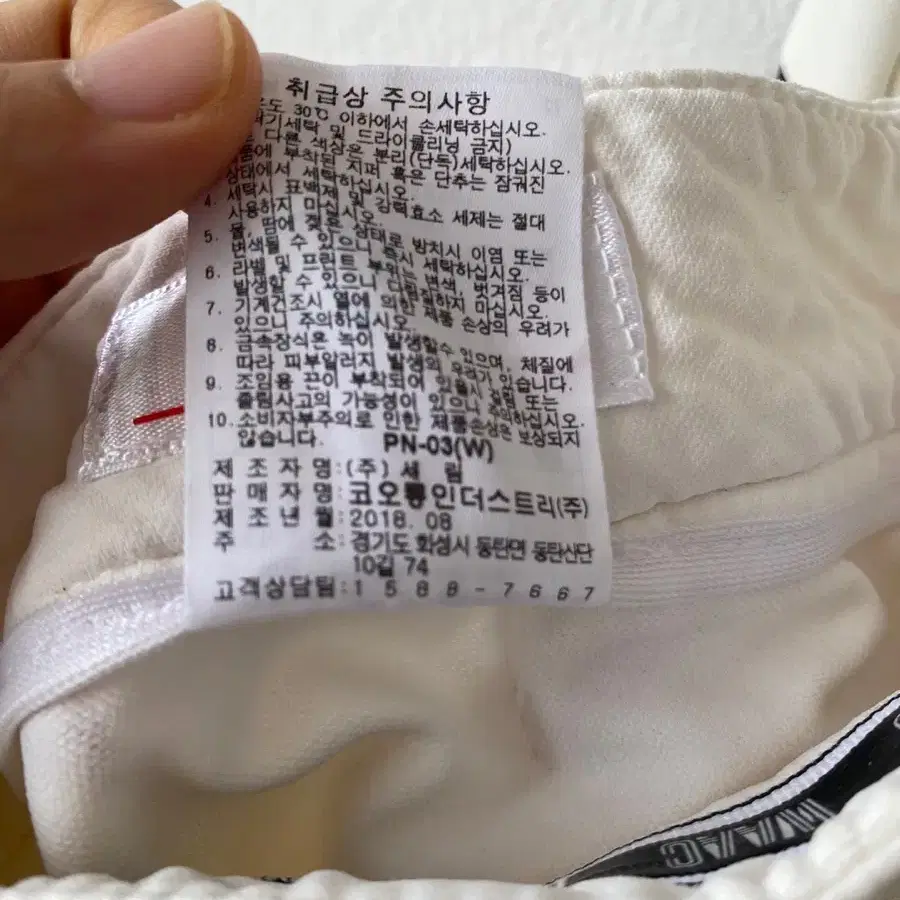 취급상 주의사항
온도 30℃ 이하에서 손세탁하십시오.
세탁기세탁 및 드라이클리닝 금지)
다른 색상은 분리(단독)세탁하십시오.
제품에 부착된 지퍼 혹은 단추는 잠궈진
상태에서 세탁하십시오.
4. 세탁시 표백제 및 강력효소 세제는 절대
사용하지 마십시오.
5. 물, 땀에 젖은 상태로 방치시 이염 또는
변색될 수 있으니 즉시 세탁하십시오.
6. 라벨 및 프린트 부위는 변색, 벗겨짐 등이
발생할 수 있으니 다림질하지 마십시오.
7. 기계건조시 열에 의한 제품 손상의 우려가
있으니 주의하십시오.
8. 금속장식은 녹이 발생할수 있으며, 체질에
따라 피부알러지 발생의 우려가 있습니다.
9. 조임용 끈이 부착되어 걸림 또는
졸림사고의 가능성이 있으니 주의하십시오.
10. 소비자부주의로 인한 제품손상은 보상되지
않습니다.
PN-03(W)
제조자명:(주)세림
판매자명:코오롱인더스트리(주)
제조년월:2018.08
주 소:경기도 화성시 동탄면 동탄산단
10길 74
고객상담팀:1588-7667
WAAC